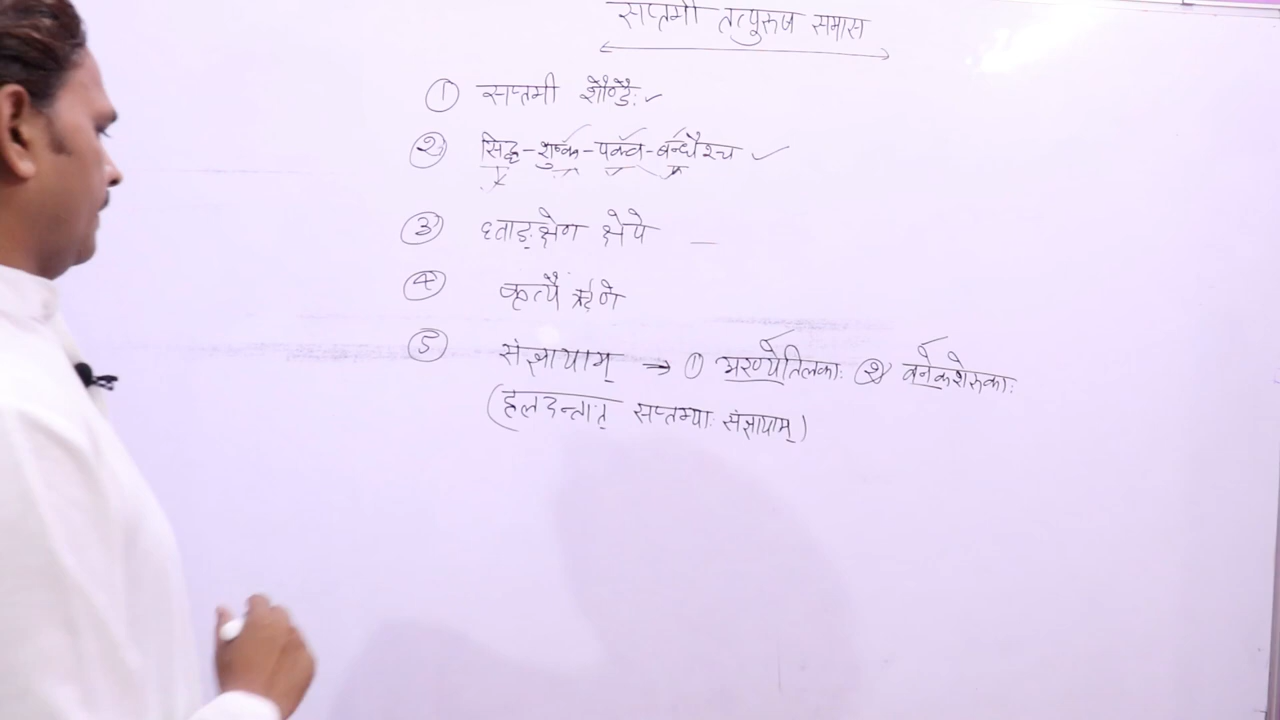 सप्तमी तत्पुरुष समास
① सप्तमी शौण्डैः ✓
② सिद्ध-शुष्क-पक्व-बन्धैश्च ✓
③ ध्वाङ्क्षेण क्षेपे —
④ कृत्यै र्ऋणे
⑤ संज्ञायाम् → ① अरण्येतिलकाः ② वनेकशेरुकाः
(हलदन्तात् सप्तम्याः संज्ञायाम्)